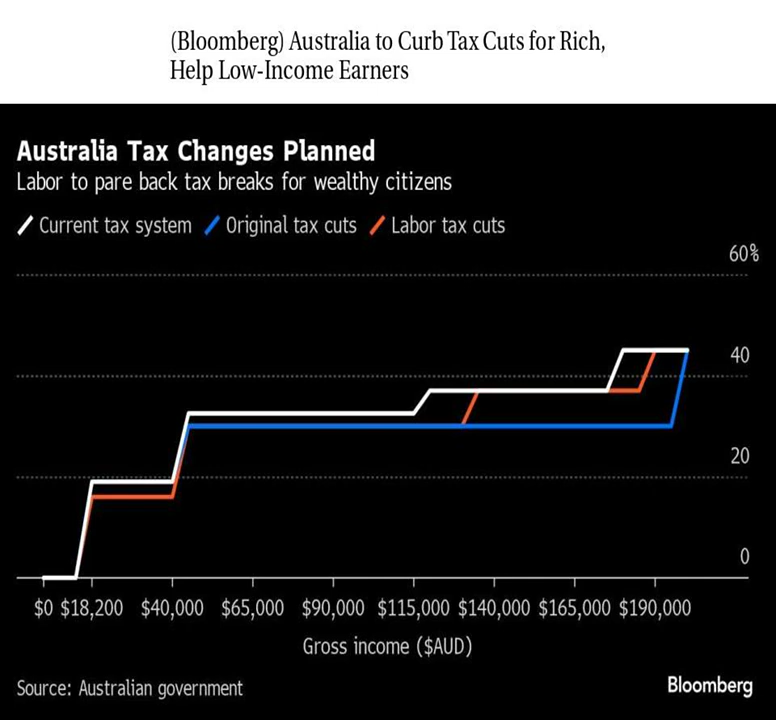 (Bloomberg) Australia to Curb Tax Cuts for Rich,
Help Low-Income Earners
Australia Tax Changes Planned
Labor to pare back tax breaks for wealthy citizens
Current tax system Original tax cuts Labor tax cuts
60%
40
20
0
$0 $18,200 $40,000 $65,000 $90,000 $115,000 $140,000 $165,000 $190,000
Gross income ($AUD)
Source: Australian government Bloomberg